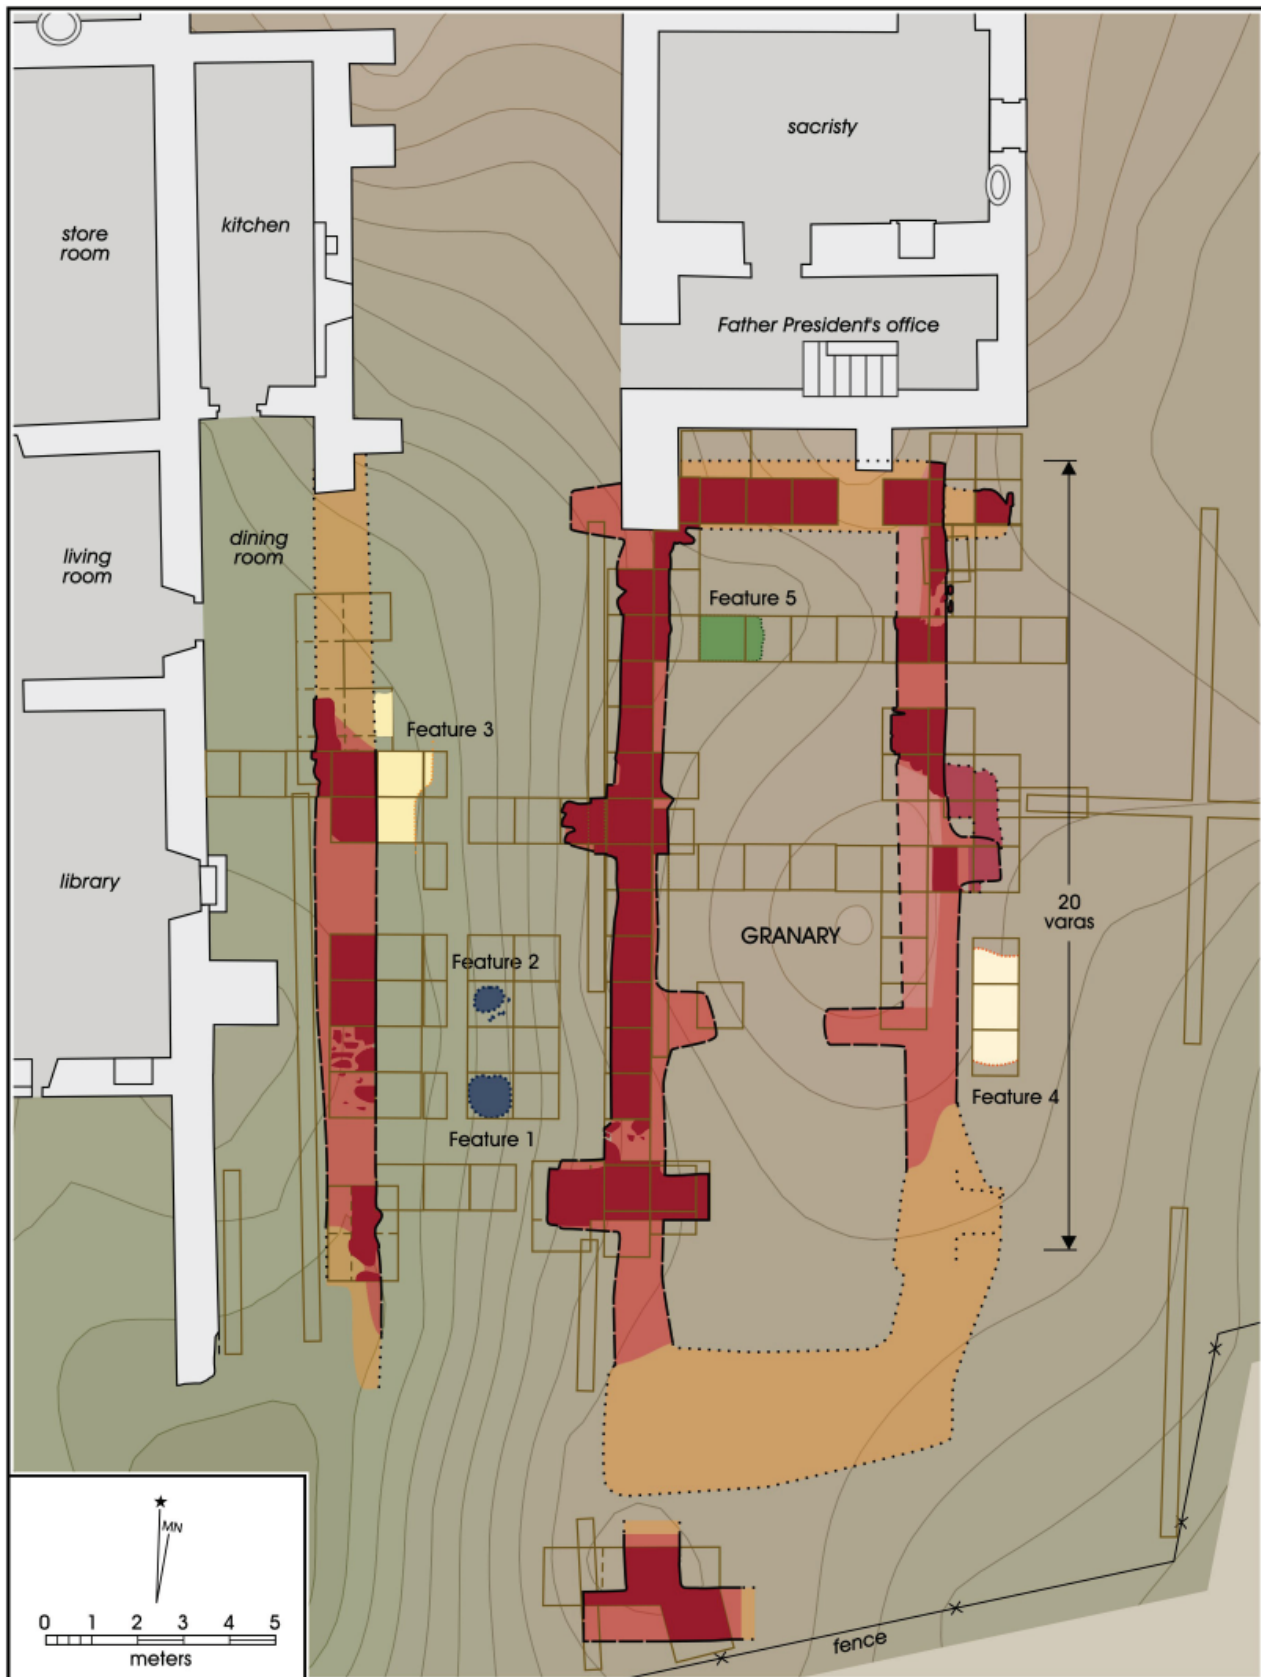 sacristy
store
room
kitchen
Father President's office
dining
room
living
room
Feature 5
Feature 3
library
20
varas
GRANARY
Feature 2
Feature 4
Feature 1
MN
0 1 2 3 4 5
meters
fence